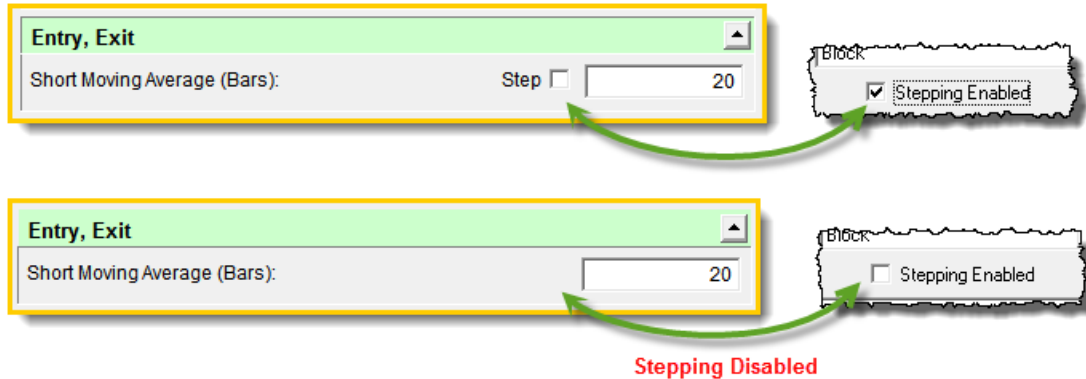 Entry, Exit
Short Moving Average (Bars): Step 20
Block
Stepping Enabled
Entry, Exit
Short Moving Average (Bars): 20
Block
Stepping Enabled
Stepping Disabled